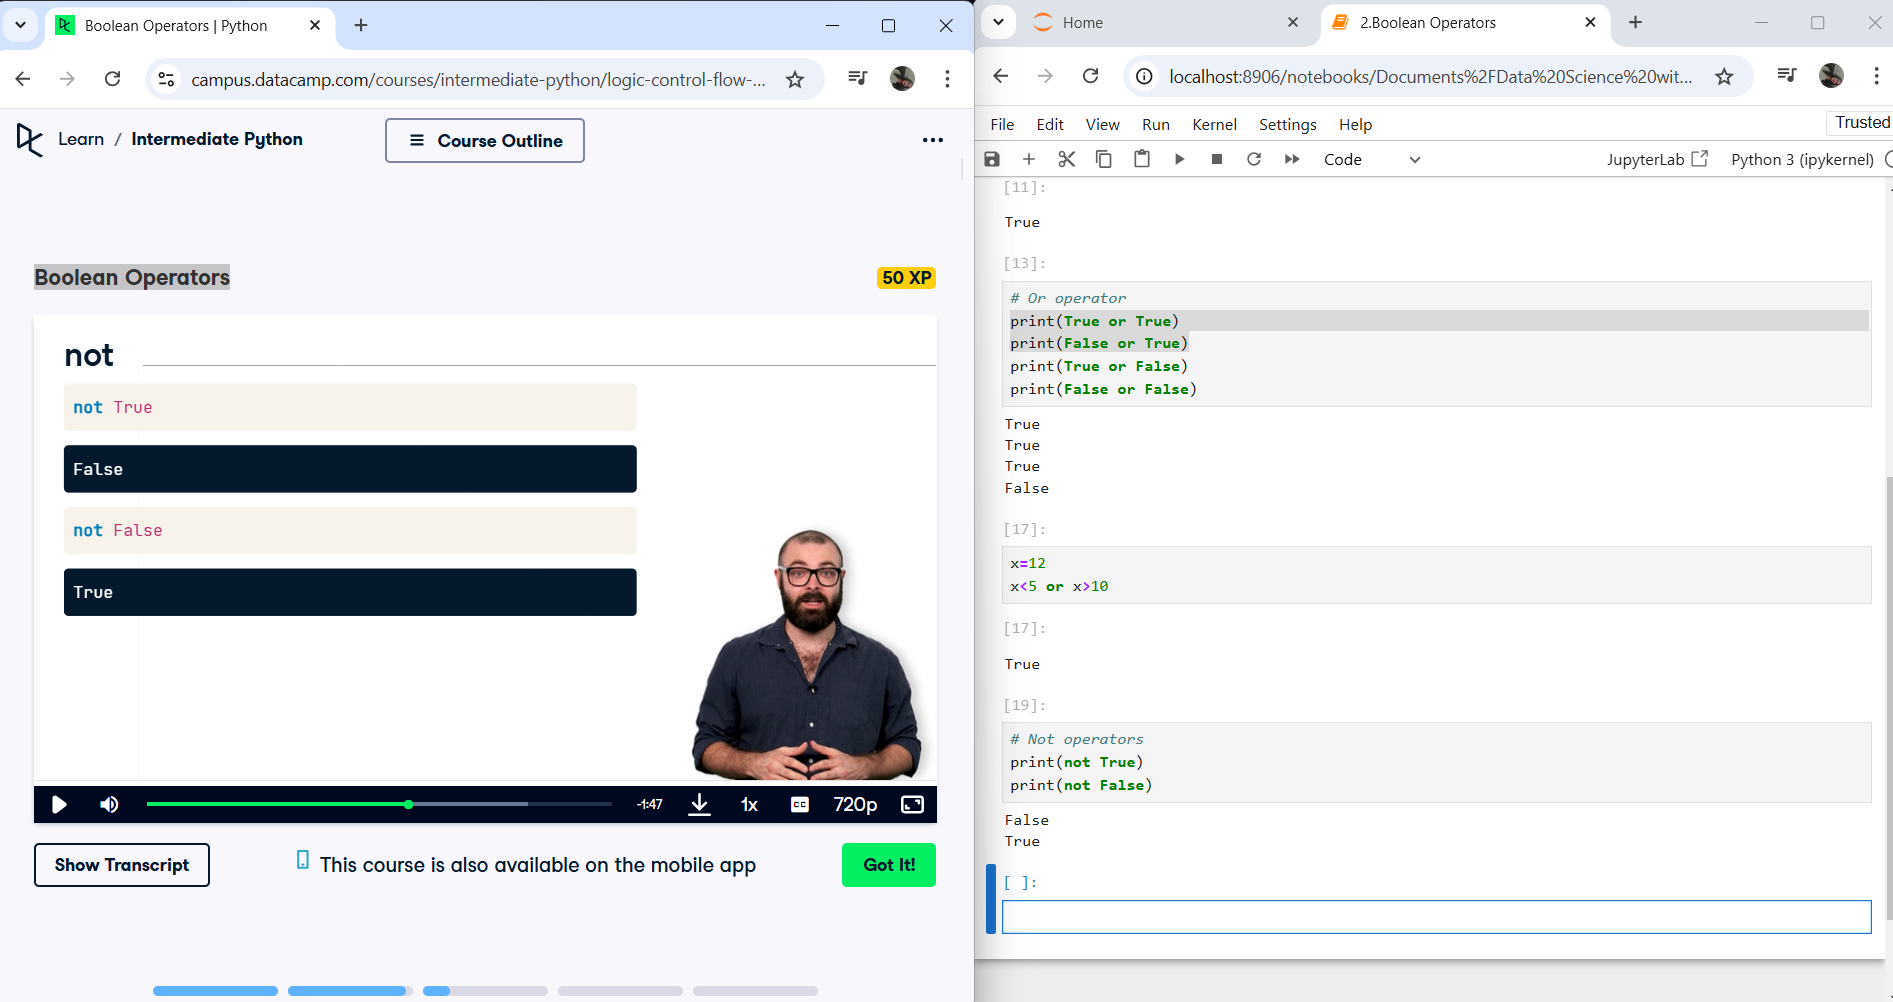 Boolean Operators | Python
campus.datacamp.com/courses/intermediate-python/logic-control-flow-...
Learn / Intermediate Python
Course Outline
Boolean Operators
50 XP
not
not True
False
not False
True
-1:47
1x
CC
720p
Show Transcript
This course is also available on the mobile app
Got It!
Home
2.Boolean Operators
localhost:8906/notebooks/Documents%2FData%20Science%20wit...
File Edit View Run Kernel Settings Help
Trusted
Code
JupyterLab
Python 3 (ipykernel)
[11]:
True
[13]:
# Or operator
print(True or True)
print(False or True)
print(True or False)
print(False or False)
True
True
True
False
[17]:
x=12
x<5 or x>10
[17]:
True
[19]:
# Not operators
print(not True)
print(not False)
False
True
[ ]: